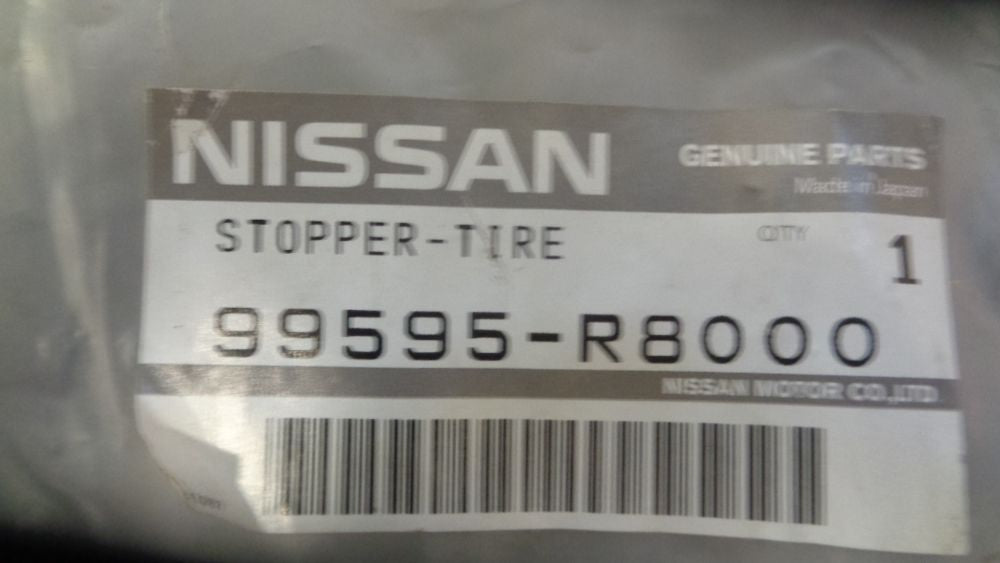 NISSAN
GENUINE PARTS
Made in Japan
STOPPER-TIRE
QTY
1
99595-R8000
NISSAN MOTOR CO.,LTD